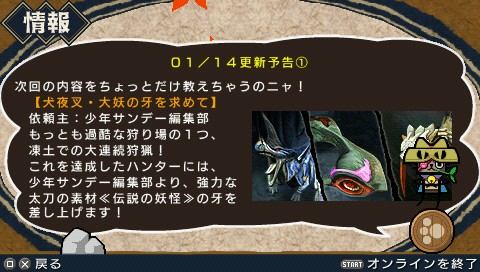 情報
01／14更新予告①
次回の内容をちょっとだけ教えちゃうのニャ！
【犬夜叉・大妖の牙を求めて】
依頼主：少年サンデー編集部
もっとも過酷な狩り場の１つ、
凍土での大連続狩猟！
これを達成したハンターには、
少年サンデー編集部より、強力な
太刀の素材≪伝説の妖怪≫の牙を
差し上げます！
戻る
START オンラインを終了